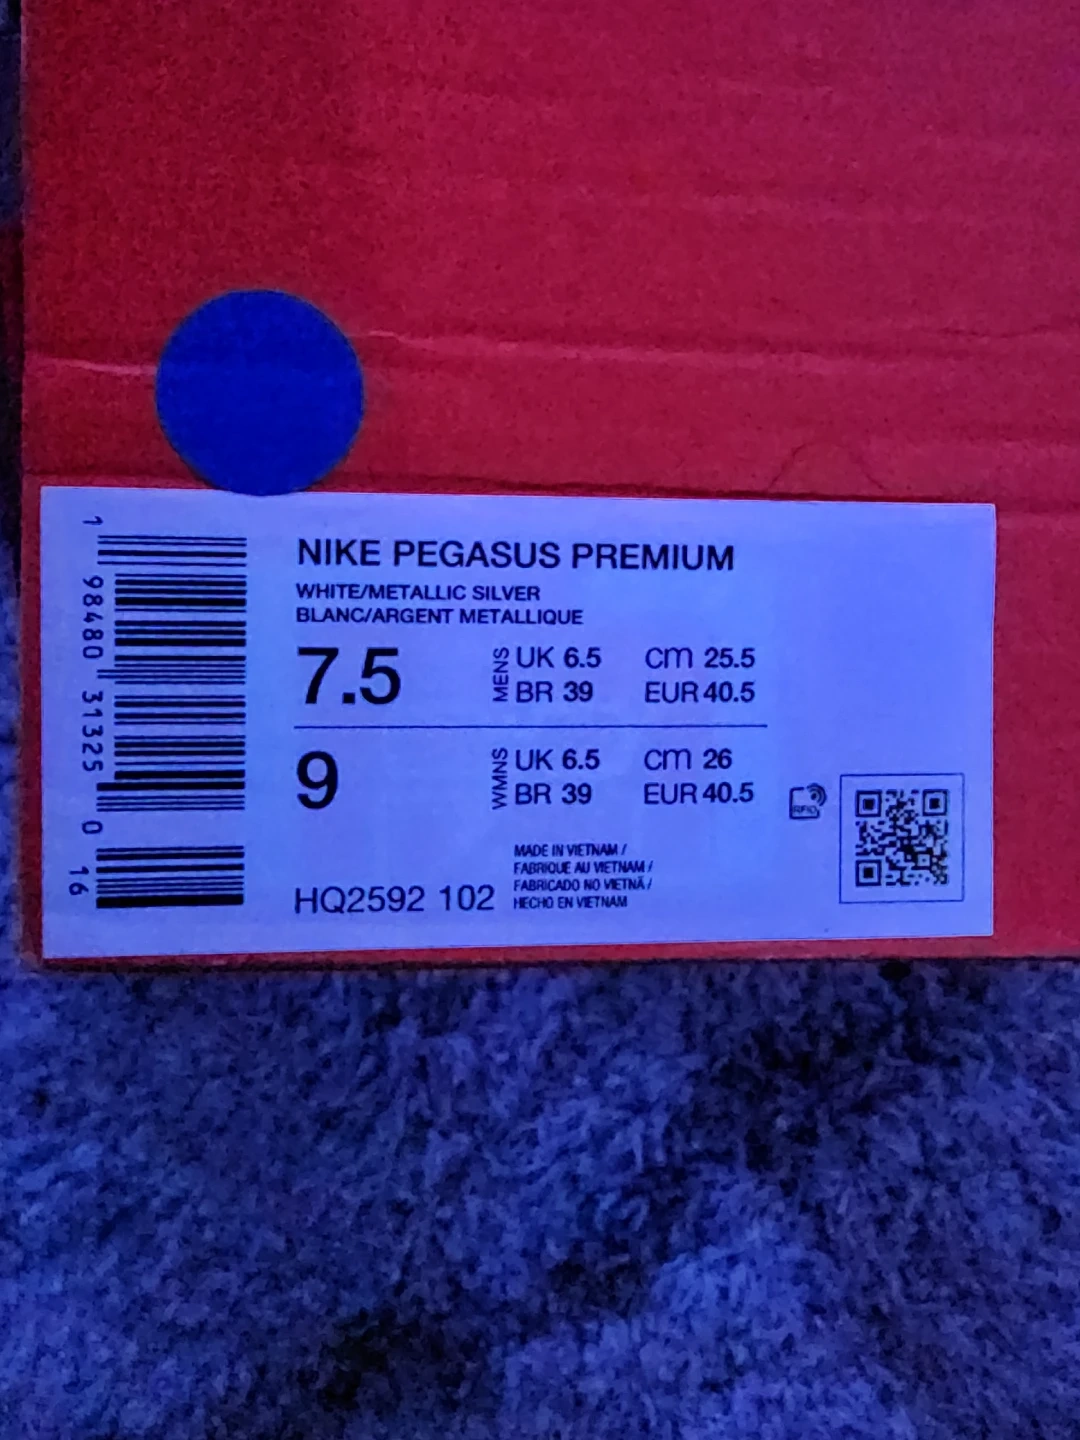 NIKE PEGASUS PREMIUM
WHITE/METALLIC SILVER
BLANC/ARGENT METALLIQUE
7.5 MENS UK 6.5 cm 25.5
BR 39 EUR 40.5
9 WMNS UK 6.5 cm 26
BR 39 EUR 40.5
RFID
MADE IN VIETNAM /
FABRIQUE AU VIETNAM /
FABRICADO NO VIETNÃ /
HECHO EN VIETNAM
HQ2592 102
1 98480 31325 0 16